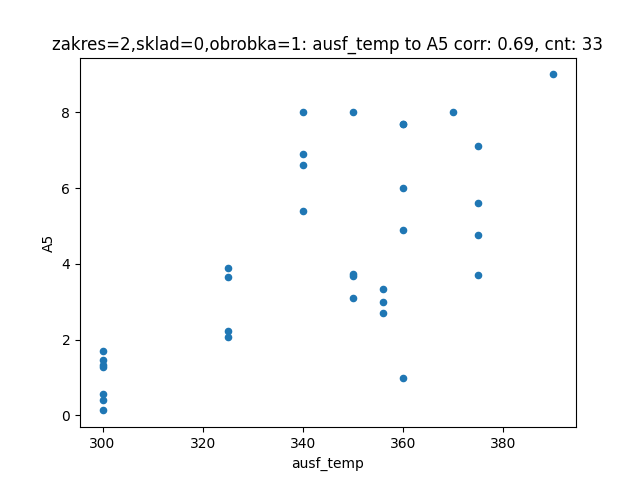 zakres=2,sklad=0,obrobka=1: ausf_temp to A5 corr: 0.69, cnt: 33
8
6
A5
4
2
0
300 320 340 360 380
ausf_temp